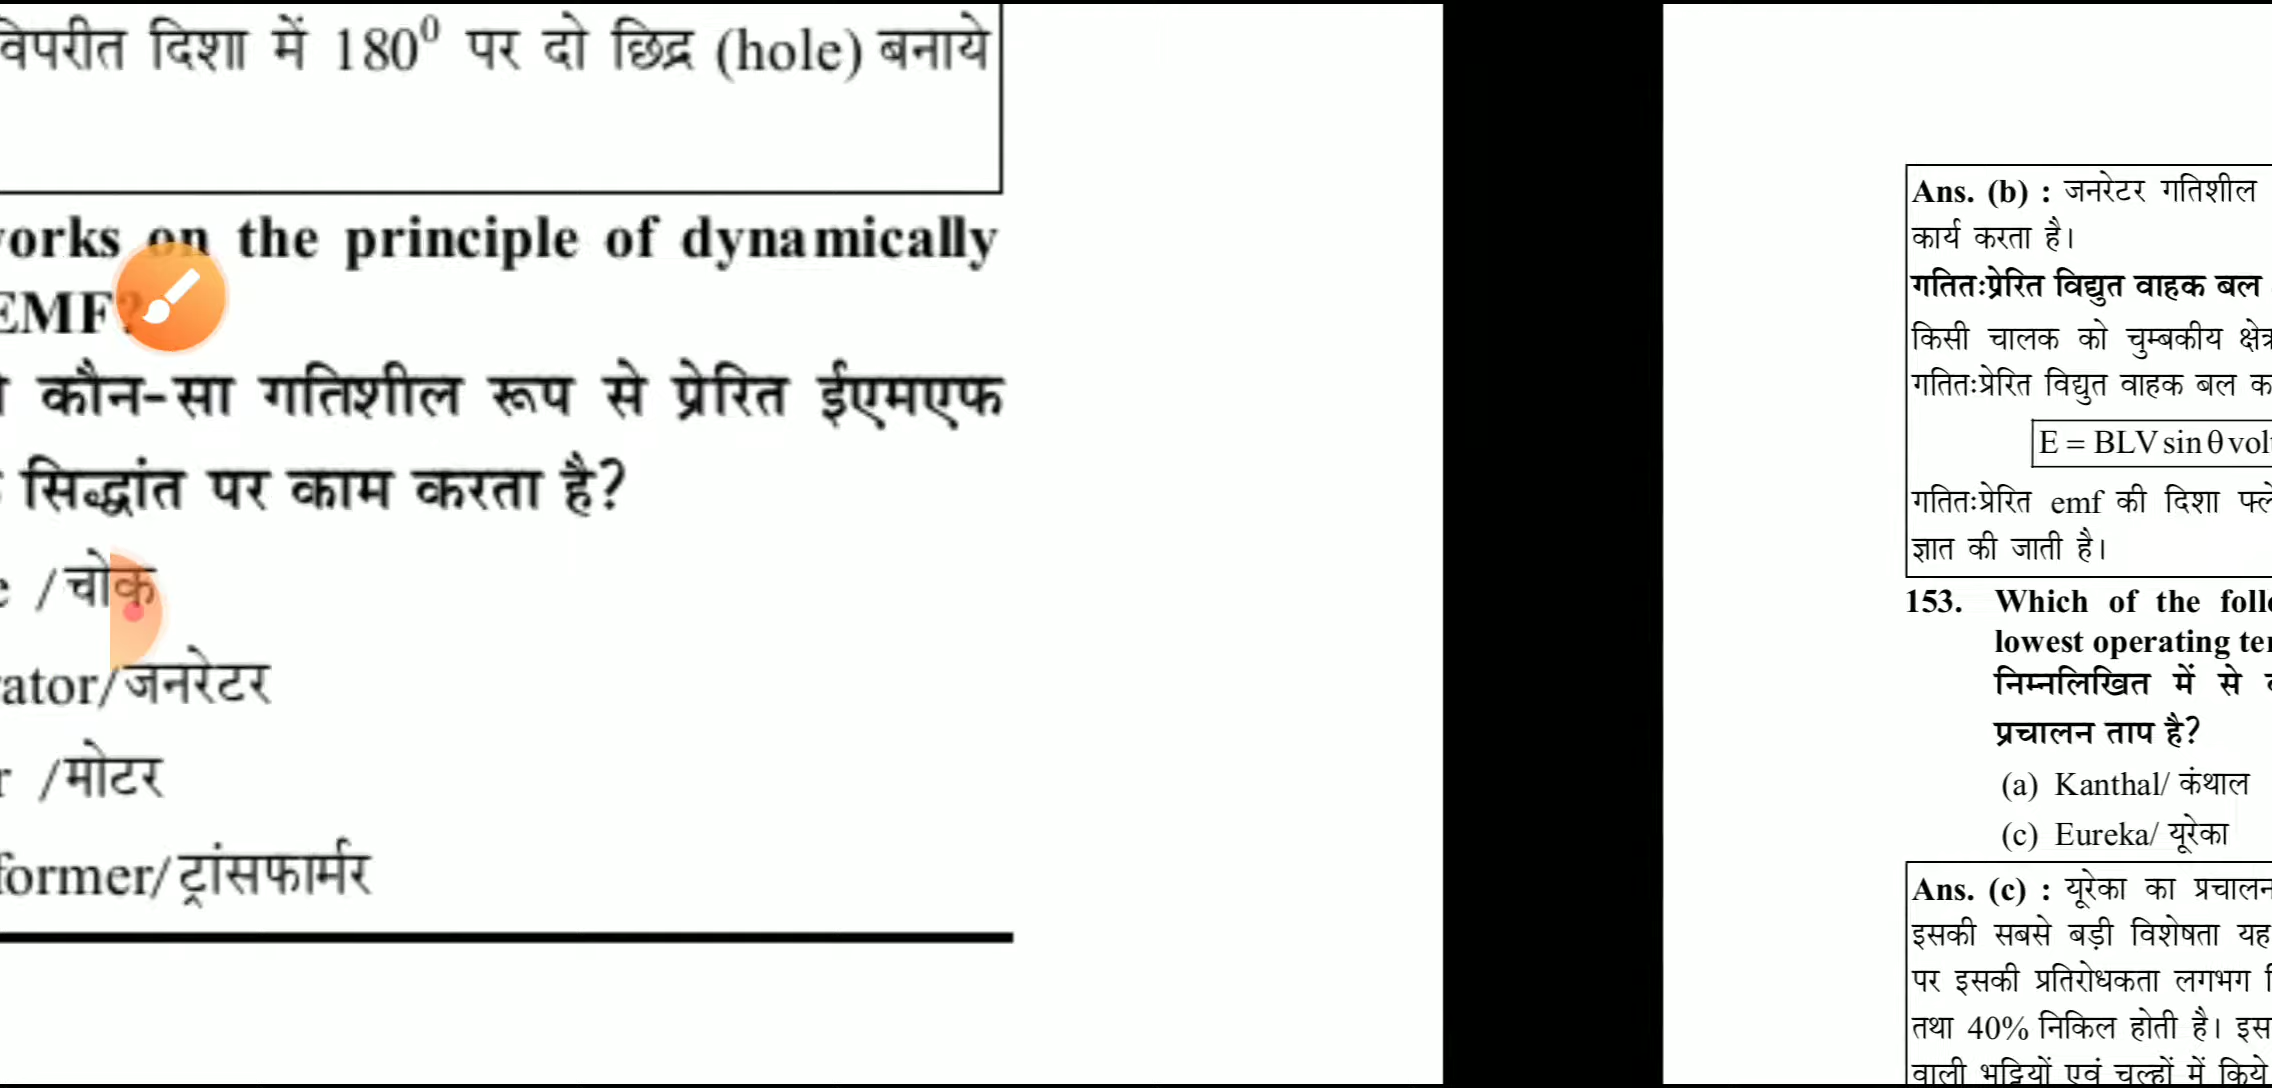 विपरीत दिशा में 180⁰ पर दो छिद्र (hole) बनाये
orks on the principle of dynamically
EMF?
कौन-सा गतिशील रूप से प्रेरित ईएमएफ
सिद्धांत पर काम करता है?
/चोक
ator/जनरेटर
/मोटर
former/ट्रांसफार्मर
Ans. (b) : जनरेटर गतिशील
कार्य करता है।
गतितःप्रेरित विद्युत वाहक बल
किसी चालक को चुम्बकीय
गतितःप्रेरित विद्युत वाहक बल
E = BLV sin θ
गतितःप्रेरित emf की दिशा
ज्ञात की जाती है।
153. Which of the
lowest operating
निम्नलिखित में से
प्रचालन ताप है?
(a) Kanthal/ कंथाल
(c) Eureka/ यूरेका
Ans. (c) : यूरेका का प्रचालन
इसकी सबसे बड़ी विशेषता यह
पर इसकी प्रतिरोधकता लगभग
तथा 40% निकिल होती है।
वाली भट्टियों एवं चूल्हों में किये